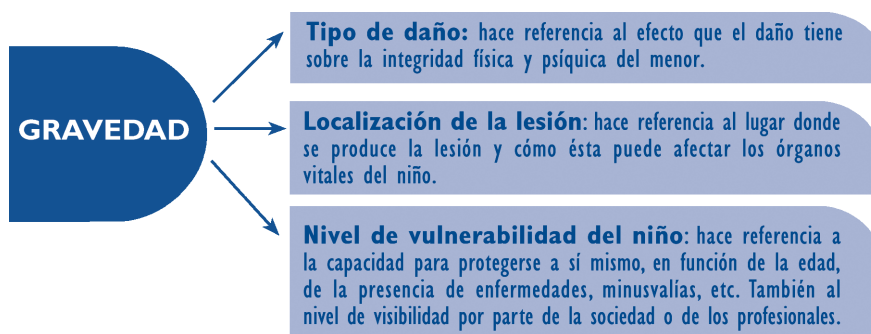 GRAVEDAD
Tipo de daño: hace referencia al efecto que el daño tiene
sobre la integridad física y psíquica del menor.
Localización de la lesión: hace referencia al lugar donde
se produce la lesión y cómo ésta puede afectar los órganos
vitales del niño.
Nivel de vulnerabilidad del niño: hace referencia a
la capacidad para protegerse a sí mismo, en función de la edad,
de la presencia de enfermedades, minusvalías, etc. También al
nivel de visibilidad por parte de la sociedad o de los profesionales.